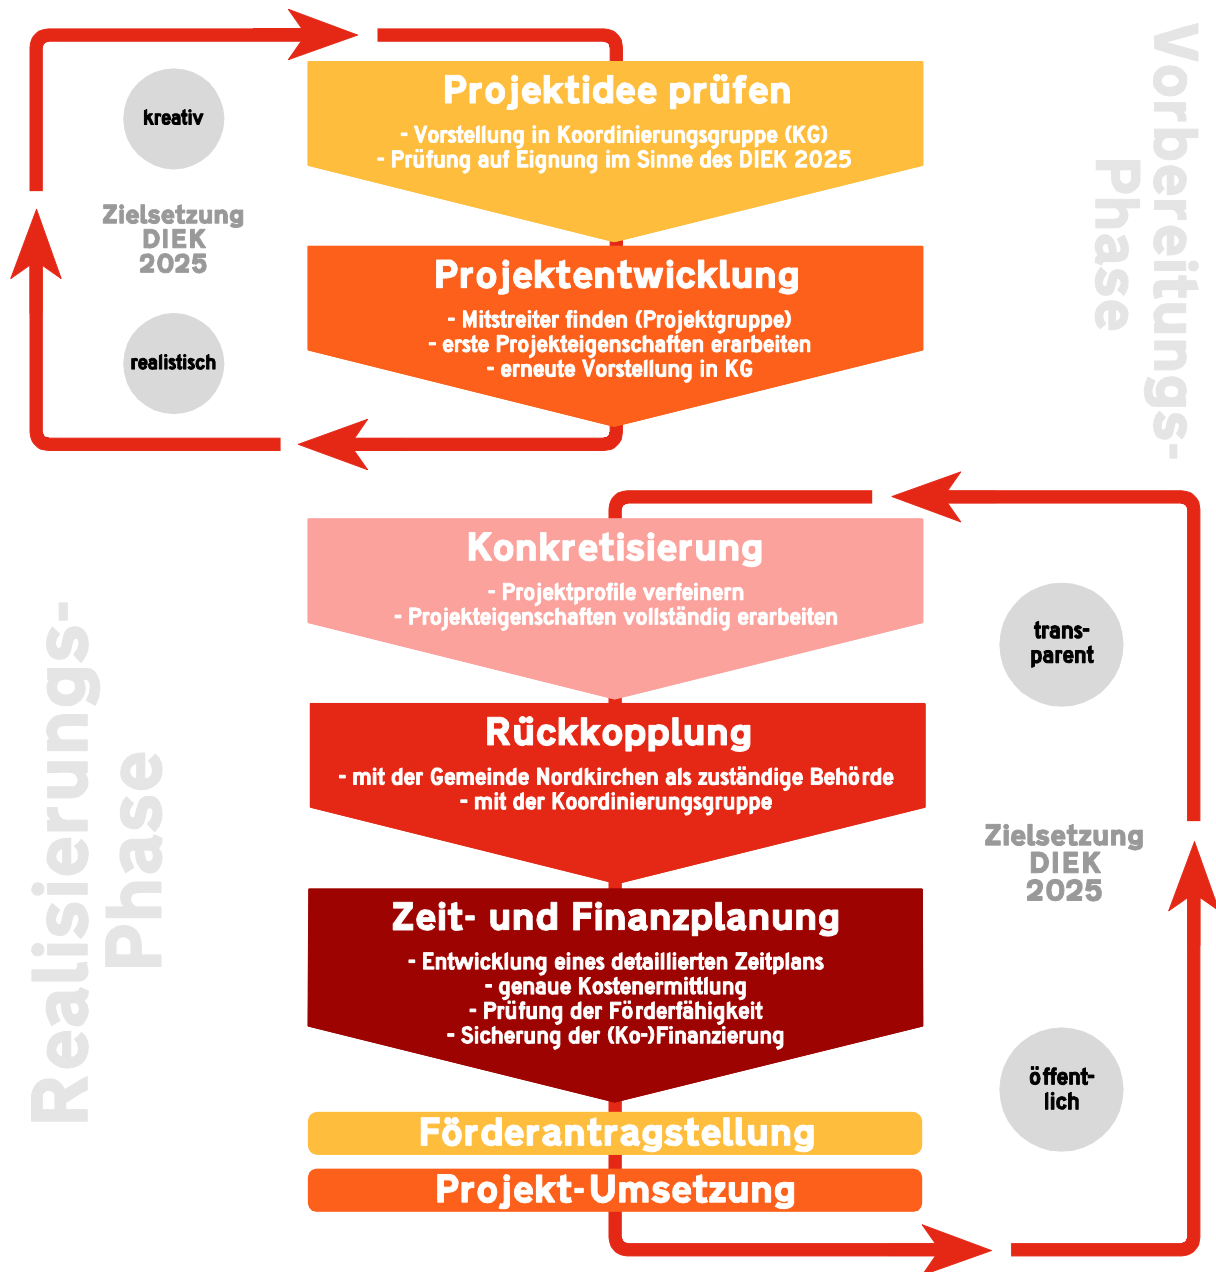 Projektidee prüfen
- Vorstellung in Koordinierungsgruppe (KG)
- Prüfung auf Eignung im Sinne des DIEK 2025
kreativ
Zielsetzung
DIEK
2025
realistisch
Vorbereitungs-
Phase
Projektentwicklung
- Mitstreiter finden (Projektgruppe)
- erste Projekteigenschaften erarbeiten
- erneute Vorstellung in KG
Konkretisierung
- Projektprofile verfeinern
- Projekteigenschaften vollständig erarbeiten
Realisierungs-
Phase
trans-
parent
Zielsetzung
DIEK
2025
öffent-
lich
Rückkopplung
- mit der Gemeinde Nordkirchen als zuständige Behörde
- mit der Koordinierungsgruppe
Zeit- und Finanzplanung
- Entwicklung eines detaillierten Zeitplans
- genaue Kostenermittlung
- Prüfung der Förderfähigkeit
- Sicherung der (Ko-)Finanzierung
Förderantragstellung
Projekt-Umsetzung